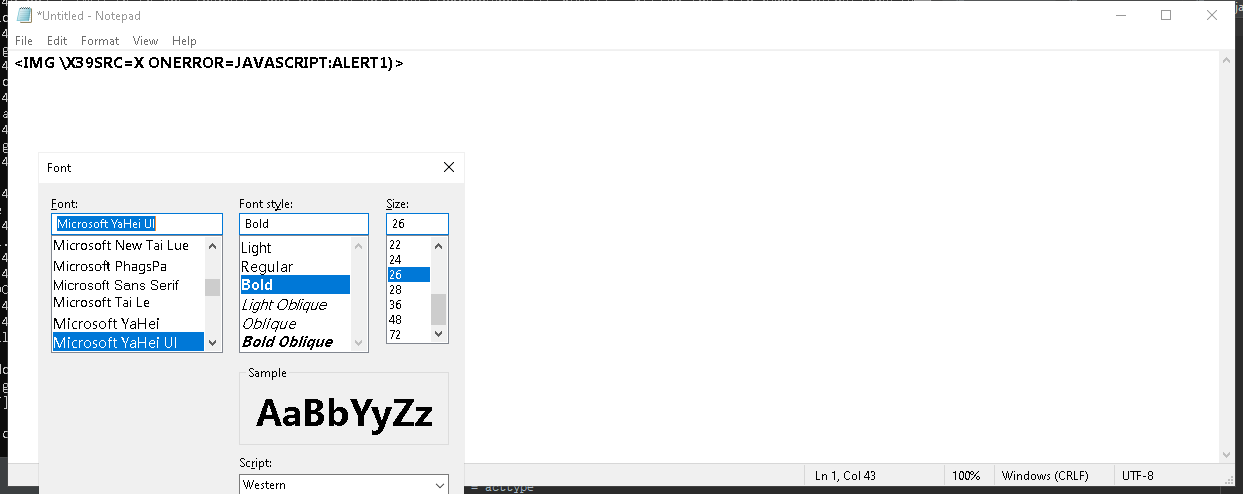 *Untitled - Notepad
File Edit Format View Help
<IMG \X39SRC=X ONERROR=JAVASCRIPT:ALERT1)>
Font
Font: Font style: Size:
Microsoft YaHei UI Bold 26
Microsoft New Tai Lue
Microsoft PhagsPa
Microsoft Sans Serif
Microsoft Tai Le
Microsoft YaHei
Microsoft YaHei UI
Light
Regular
Bold
Light Oblique
Oblique
Bold Oblique
22
24
26
28
36
48
72
Sample
AaBbYyZz
Script:
Western
Ln 1, Col 43 100% Windows (CRLF) UTF-8
= acctype